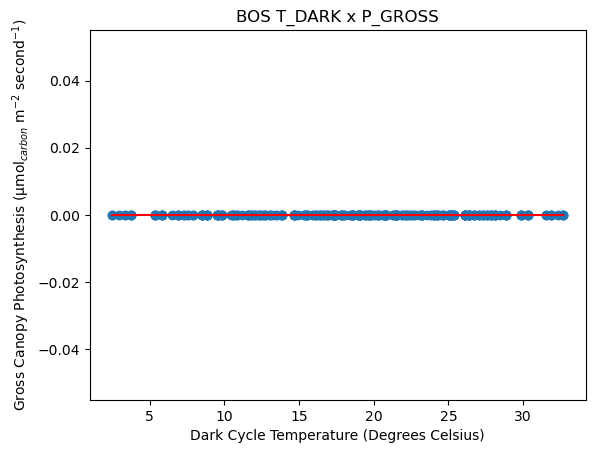 BOS T_DARK x P_GROSS
Gross Canopy Photosynthesis (μmol_carbon m⁻² second⁻¹)
0.04
0.02
0.00
−0.02
−0.04
5 10 15 20 25 30
Dark Cycle Temperature (Degrees Celsius)